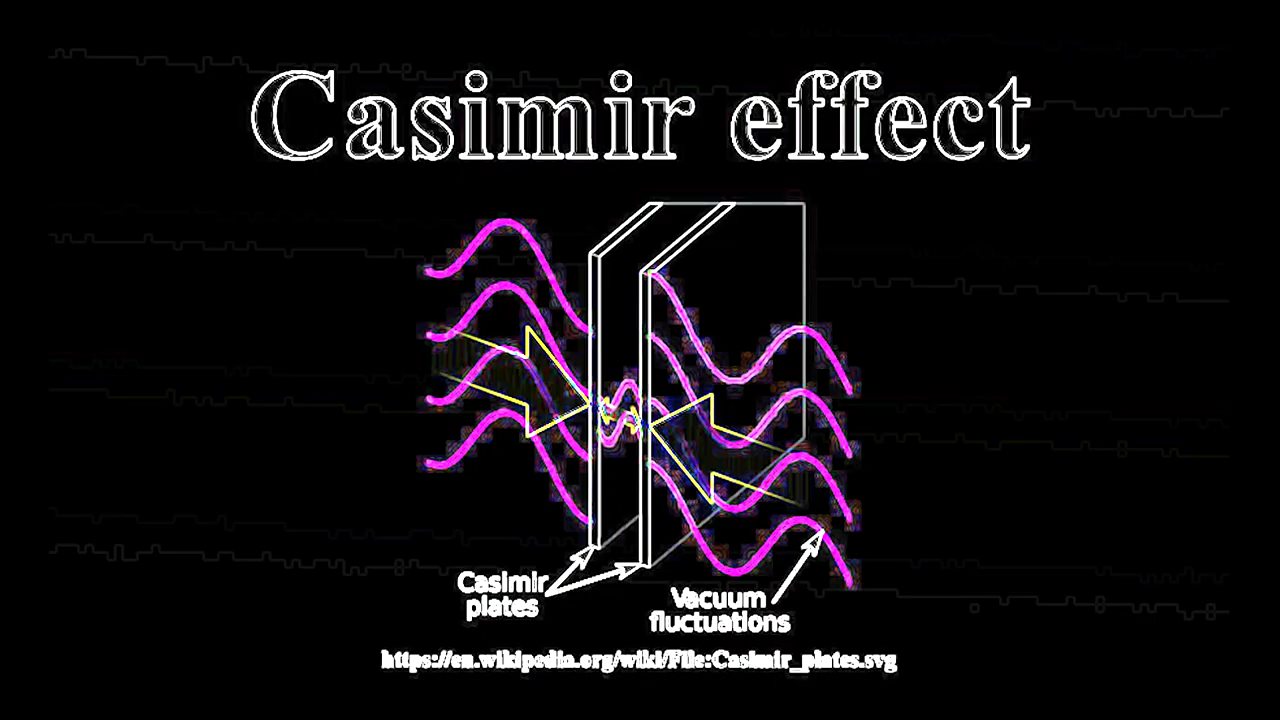 Casimir effect
Casimir
plates
Vacuum
fluctuations
https://en.wikipedia.org/wiki/File:Casimir_plates.svg